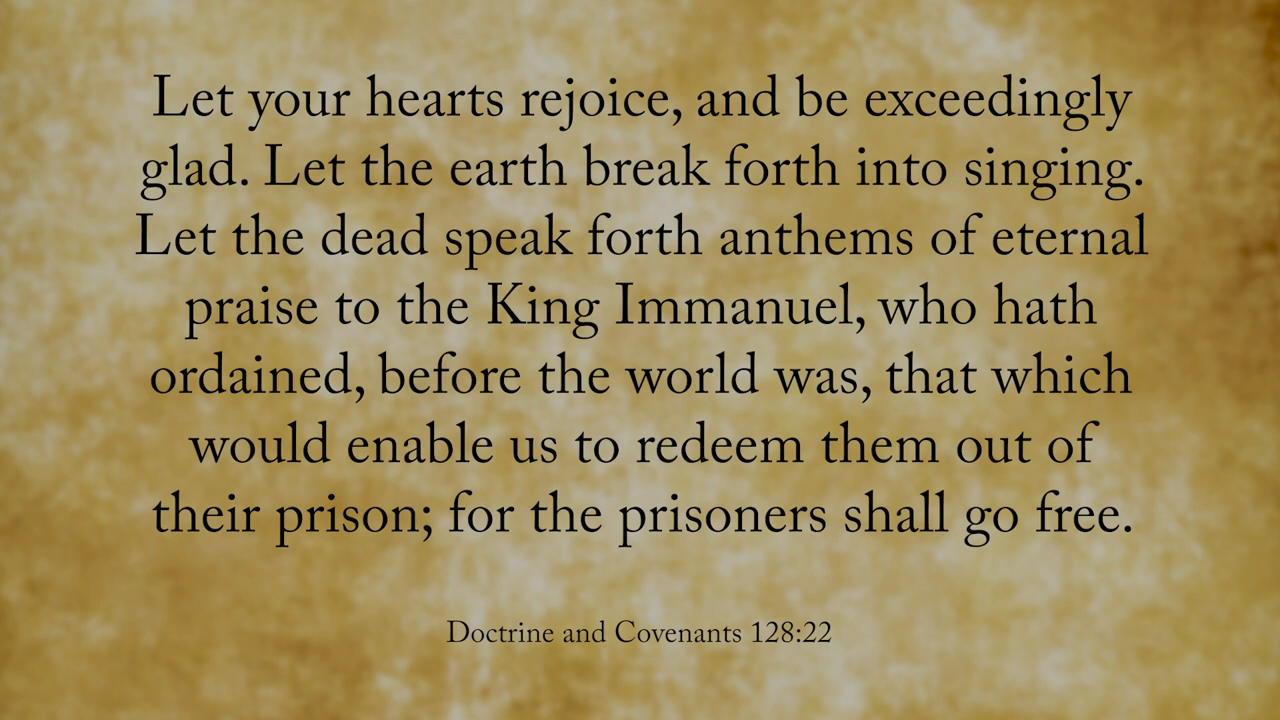 Let your hearts rejoice, and be exceedingly
glad. Let the earth break forth into singing.
Let the dead speak forth anthems of eternal
praise to the King Immanuel, who hath
ordained, before the world was, that which
would enable us to redeem them out of
their prison; for the prisoners shall go free.
Doctrine and Covenants 128:22